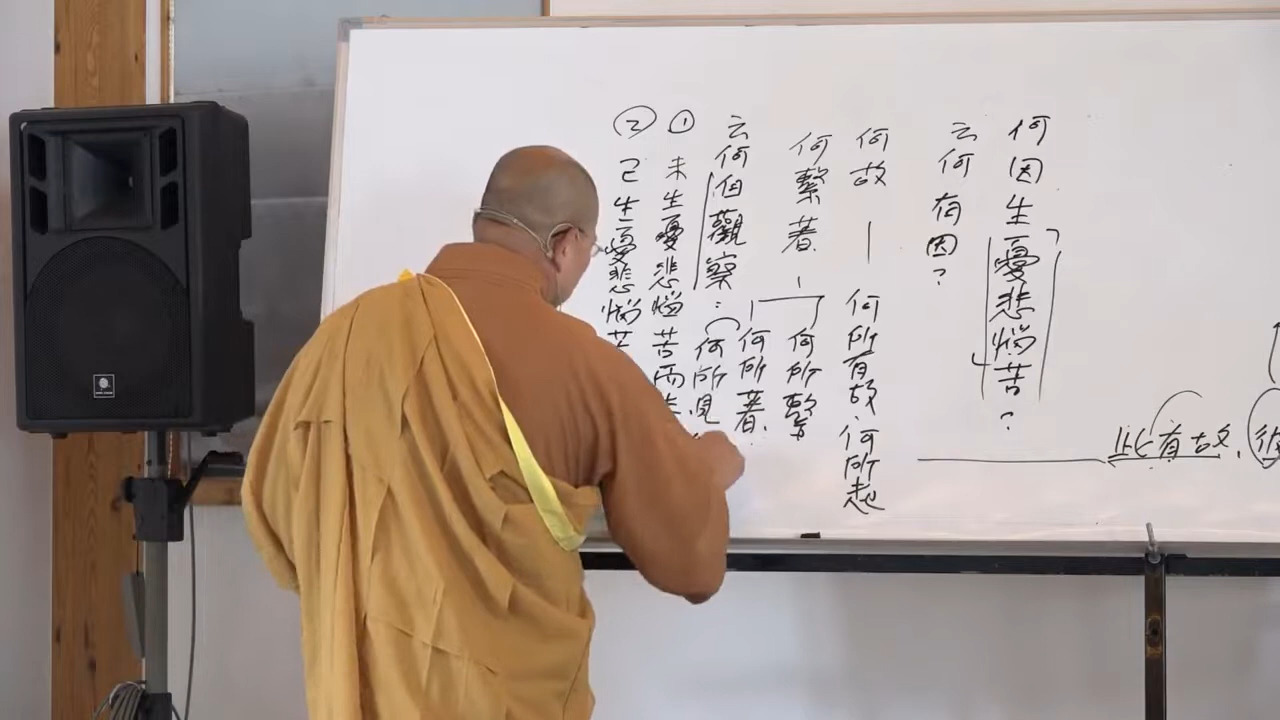 何因生憂悲惱苦?
云何有因?
何故—何所有故.何所起
何繫著
何所繫
何所著.
云何但觀察:
何所見
① 未生憂悲惱苦而
② 已生憂悲惱苦
此有故.